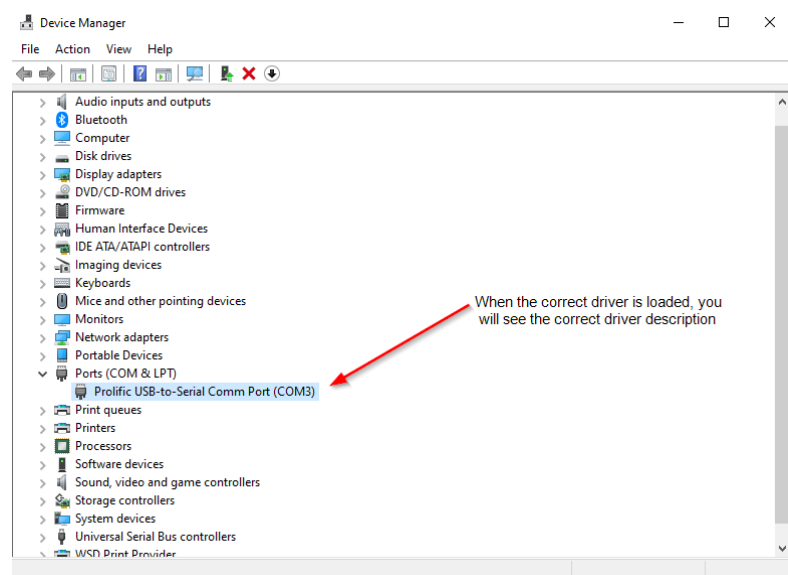 Device Manager
File Action View Help
Audio inputs and outputs
Bluetooth
Computer
Disk drives
Display adapters
DVD/CD-ROM drives
Firmware
Human Interface Devices
IDE ATA/ATAPI controllers
Imaging devices
Keyboards
Mice and other pointing devices
Monitors
Network adapters
Portable Devices
Ports (COM & LPT)
Prolific USB-to-Serial Comm Port (COM3)
Print queues
Printers
Processors
Software devices
Sound, video and game controllers
Storage controllers
System devices
Universal Serial Bus controllers
WSD Print Provider
When the correct driver is loaded, you
will see the correct driver description